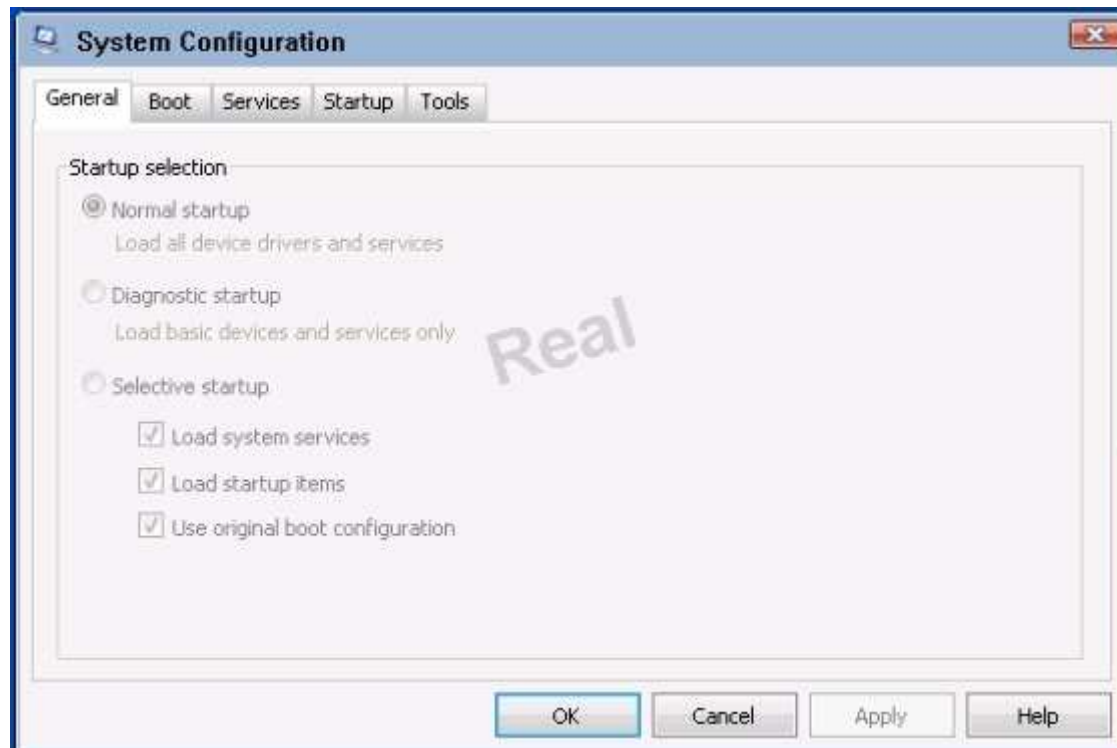 System Configuration
General Boot Services Startup Tools
Startup selection
Normal startup
Load all device drivers and services
Diagnostic startup
Load basic devices and services only
Real
Selective startup
Load system services
Load startup items
Use original boot configuration
OK Cancel Apply Help